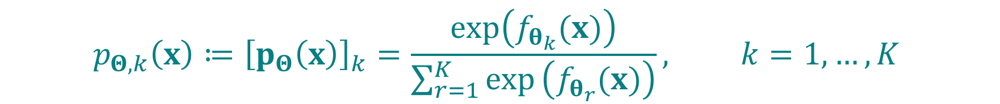 p_{𝚯,k}(𝐱) ≔ [𝐩_𝚯(𝐱)]_k = exp(f_{𝛉_k}(𝐱)) / ∑_{r=1}^{K} exp(f_{𝛉_r}(𝐱)), k = 1, … , K